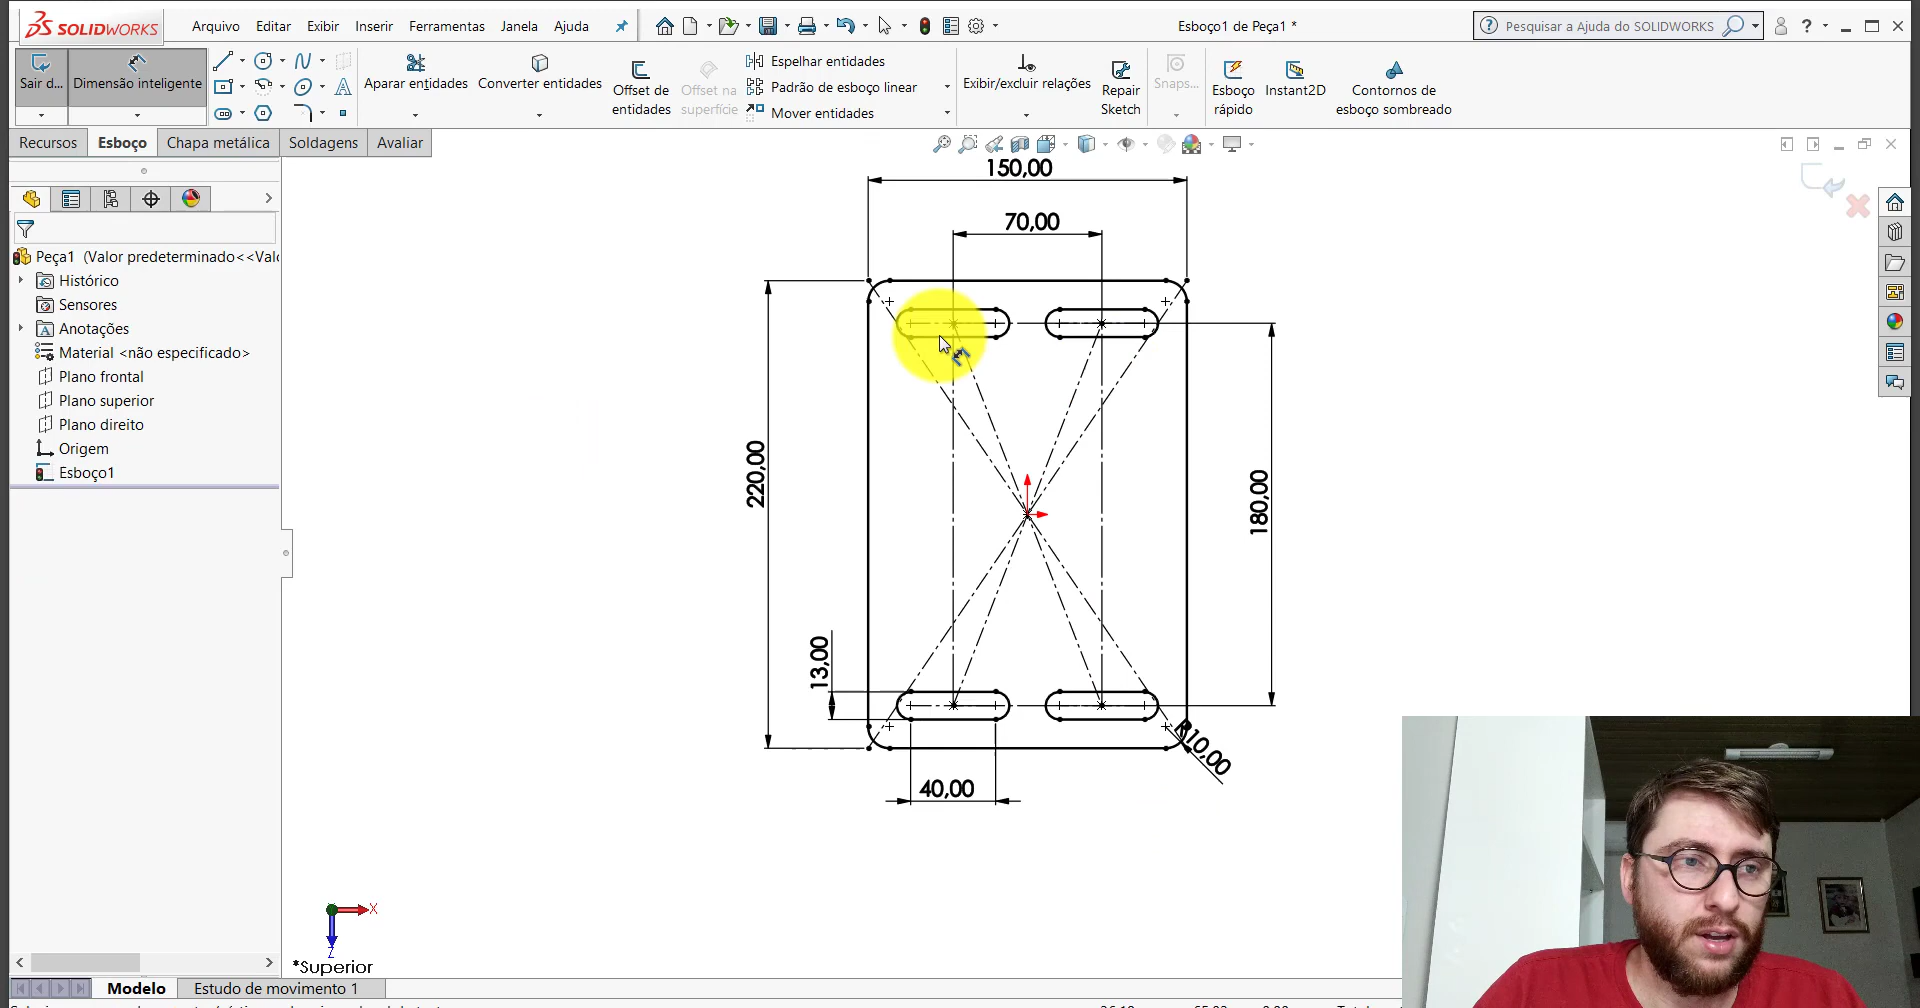 SOLIDWORKS
Arquivo Editar Exibir Inserir Ferramentas Janela Ajuda
Esboço1 de Peça1 *
Pesquisar a Ajuda do SOLIDWORKS
Sair d...
Dimensão inteligente
Aparar entidades
Converter entidades
Offset de
entidades
Offset na
superfície
Espelhar entidades
Padrão de esboço linear
Mover entidades
Exibir/excluir relações
Repair
Sketch
Snaps...
Esboço
rápido
Instant2D
Contornos de
esboço sombreado
Recursos Esboço Chapa metálica Soldagens Avaliar
Peça1 (Valor predeterminado<<Valo
Histórico
Sensores
Anotações
Material <não especificado>
Plano frontal
Plano superior
Plano direito
Origem
Esboço1
150,00
70,00
220,00
180,00
13,00
R10,00
40,00
X
Z
*Superior
Modelo Estudo de movimento 1